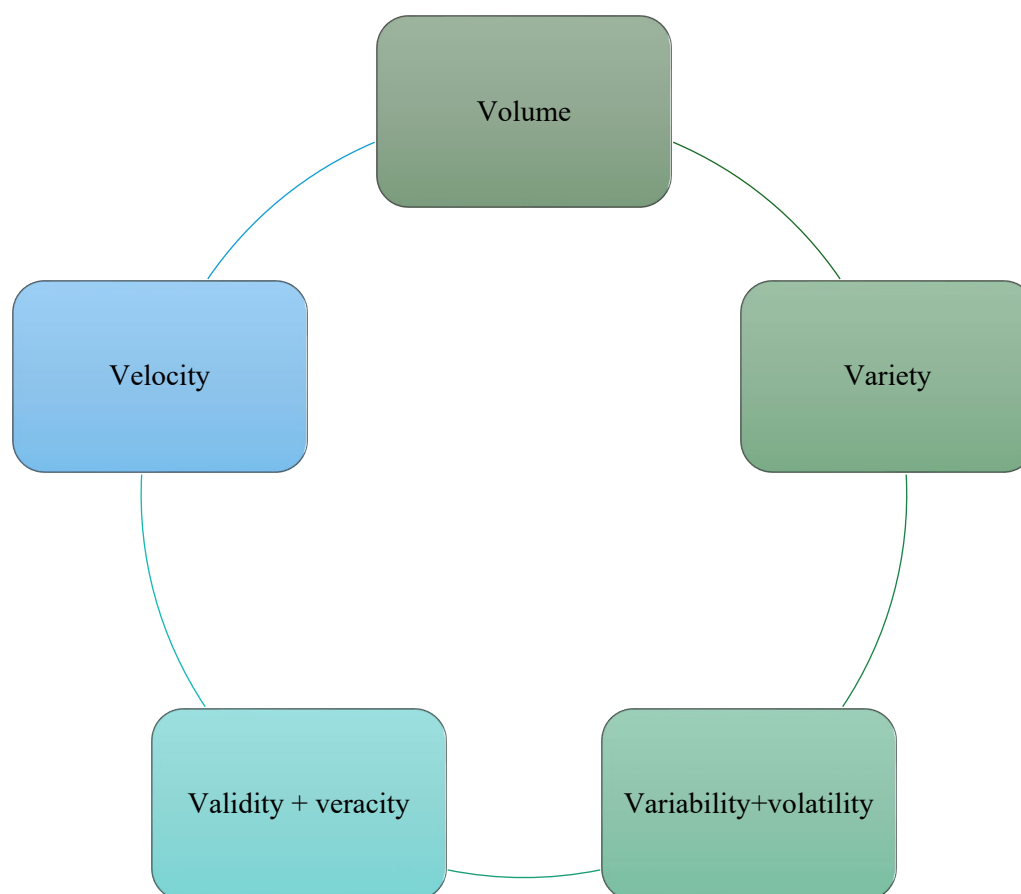 Volume
Velocity
Variety
Validity + veracity
Variability+volatility